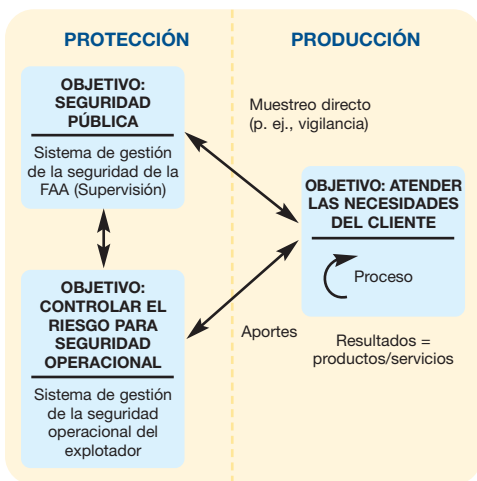 PROTECCIÓN
PRODUCCIÓN
OBJETIVO:
SEGURIDAD
PÚBLICA
Sistema de gestión
de la seguridad de la
FAA (Supervisión)
Muestreo directo
(p. ej., vigilancia)
OBJETIVO: ATENDER
LAS NECESIDADES
DEL CLIENTE
Proceso
OBJETIVO:
CONTROLAR EL
RIESGO PARA
SEGURIDAD
OPERACIONAL
Sistema de gestión
de la seguridad
operacional del
explotador
Aportes
Resultados =
productos/servicios